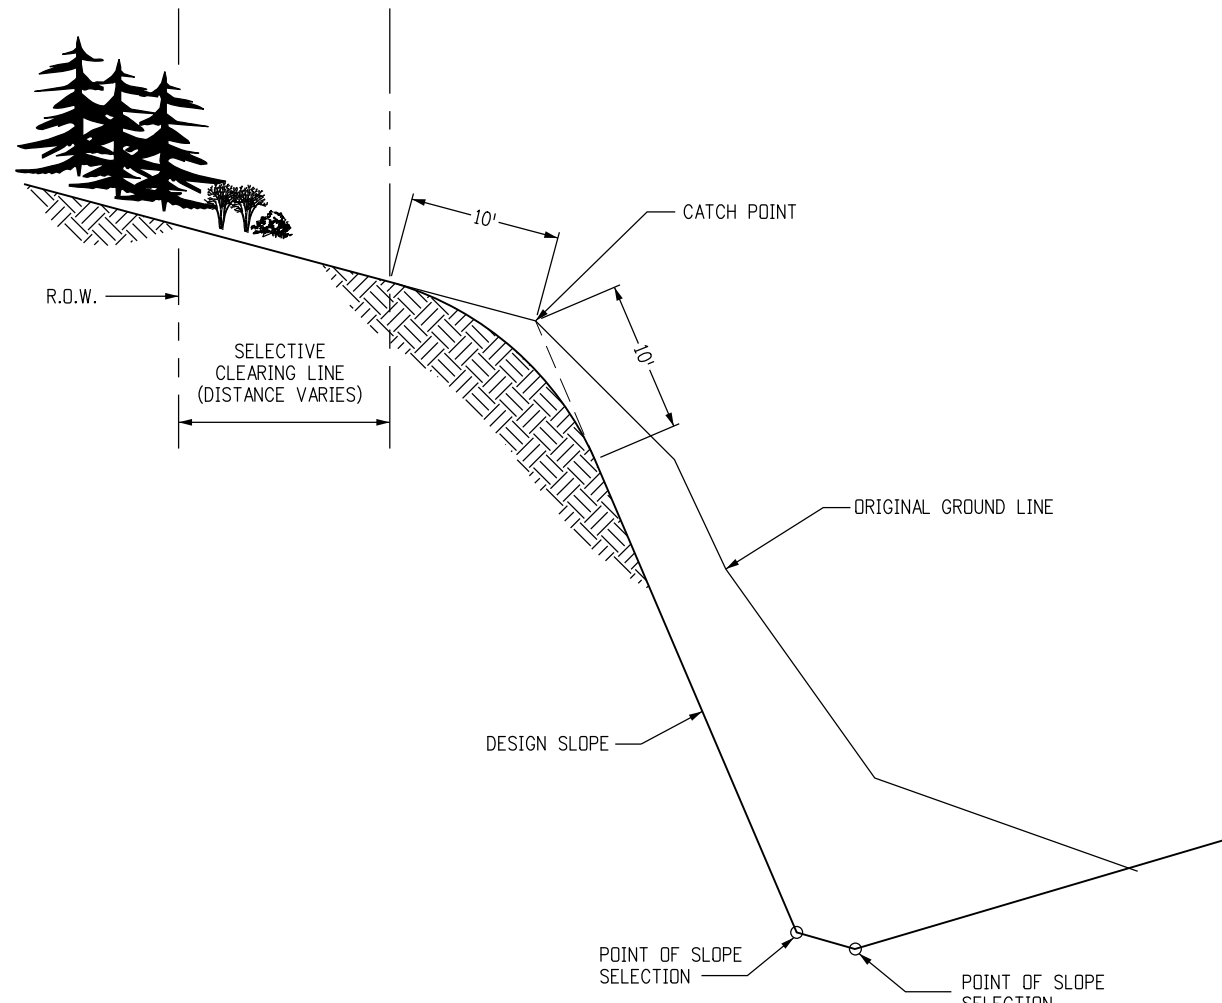 10'
CATCH POINT
R.O.W.
10'
SELECTIVE
CLEARING LINE
(DISTANCE VARIES)
ORIGINAL GROUND LINE
DESIGN SLOPE
POINT OF SLOPE
SELECTION
POINT OF SLOPE
SELECTION